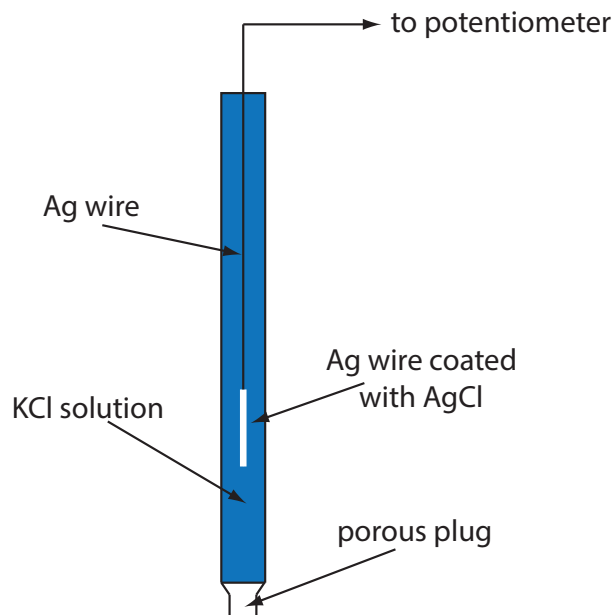 to potentiometer
Ag wire
Ag wire coated
with AgCl
KCl solution
porous plug